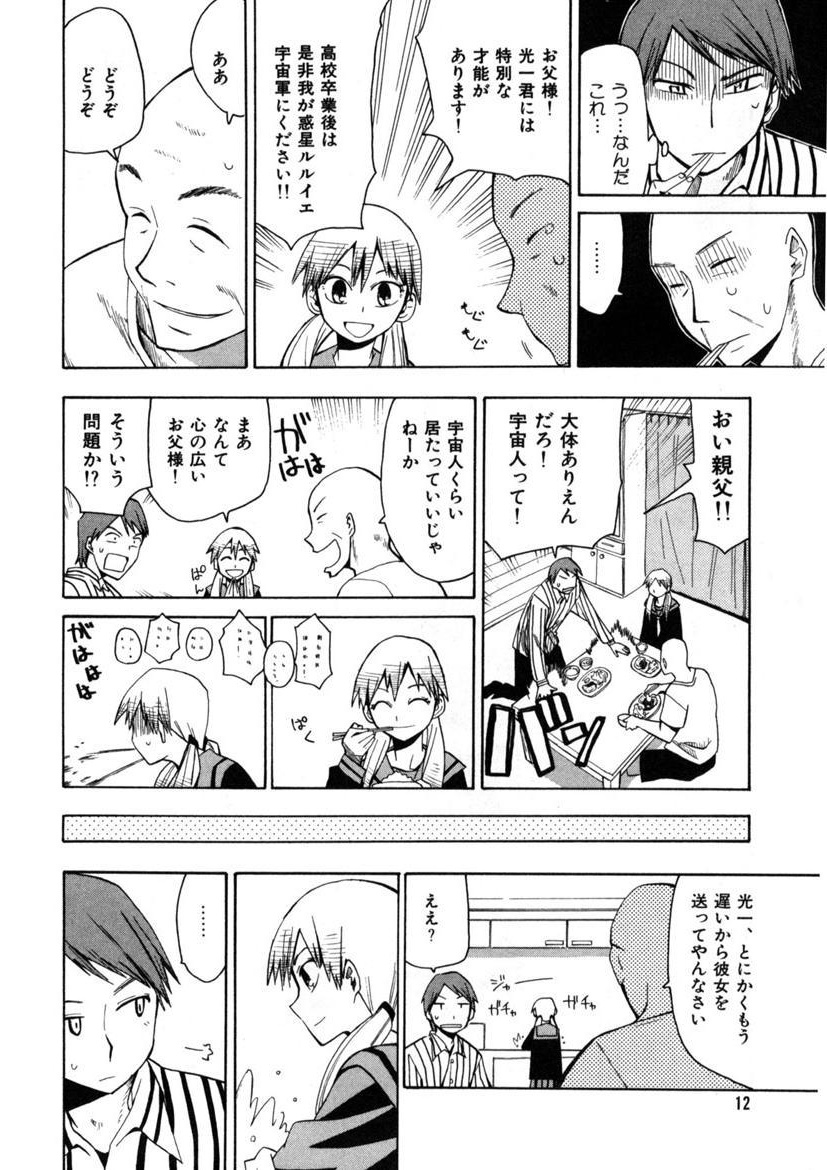 うっ…なんだ
これ…
……
お父様！
光一君には
特別な
才能が
あります！
高校卒業後は
是非我が惑星ルルイエ
宇宙軍にください!!
もじ
もじ
ああ
どうぞ
どうぞ
おい親父!!
大体ありえん
だろ！
宇宙人って！
バンッ
宇宙人くらい
居たっていいじゃ
ねーか
がははは
まあ
なんて
心の広い
お父様！
ぱん
そういう
問題か!?
ぱく
がはははは
光一、とにかくもう
遅いから彼女を
送ってやんなさい
ええ？
ジャー
ガチャ
ガチャ
……
12